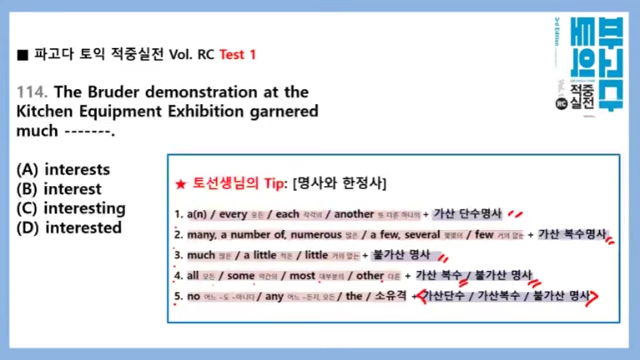 ■ 파고다 토익 적중실전 Vol. RC Test 1
114. The Bruder demonstration at the
Kitchen Equipment Exhibition garnered
much -------.
(A) interests
(B) interest
(C) interesting
(D) interested
★ 토선생님의 Tip: [명사와 한정사]
1. a(n) / every 모든 / each 각각의 / another 또 다른 하나의 + 가산 단수명사
2. many, a number of, numerous 많은 / a few, several 몇몇의 / few 거의 없는 + 가산 복수명사
3. much 많은 / a little 적은 / little 거의 없는 + 불가산 명사
4. all 모든 / some 약간의 / most 대부분의 / other 다른 + 가산 복수 / 불가산 명사
5. no 어느 ~도 ~아니다 / any 어느 ~든지, 모든 / the / 소유격 + 가산단수 / 가산복수 / 불가산 명사
파고다
토익
적중
실전
3rd Edition
Vol.
RC